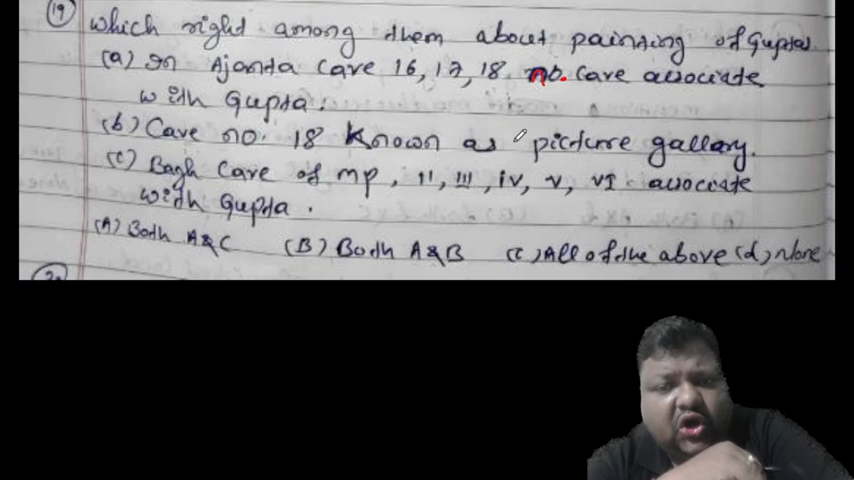 (19) which right among them about painting of Gupta
(a) In Ajanta Cave 16, 17, 18 no. Cave associate
with Gupta.
(b) Cave no. 18 Known as picture gallary.
(c) Bagh Cave of MP, II, III, IV, V, VI associate
with Gupta.
(A) Both A&C (B) Both A&B (C) All of the above (d) None